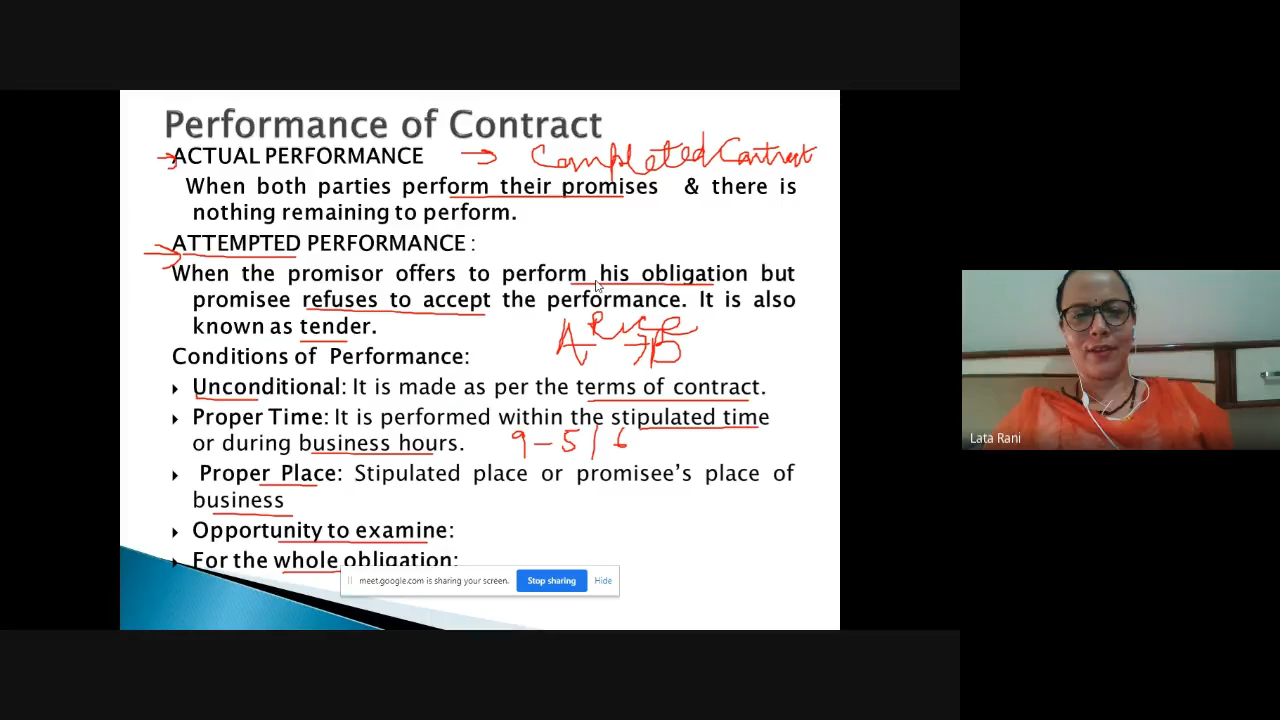 Performance of Contract
ACTUAL PERFORMANCE → Completed Contract
When both parties perform their promises & there is
nothing remaining to perform.
ATTEMPTED PERFORMANCE :
When the promisor offers to perform his obligation but
promisee refuses to accept the performance. It is also
known as tender.
Rice
A → B
Conditions of Performance:
Unconditional: It is made as per the terms of contract.
Proper Time: It is performed within the stipulated time
or during business hours. 9 – 5 / 6
Proper Place: Stipulated place or promisee’s place of
business
Opportunity to examine:
For the whole obligation:
meet.google.com is sharing your screen. Stop sharing Hide
Lata Rani